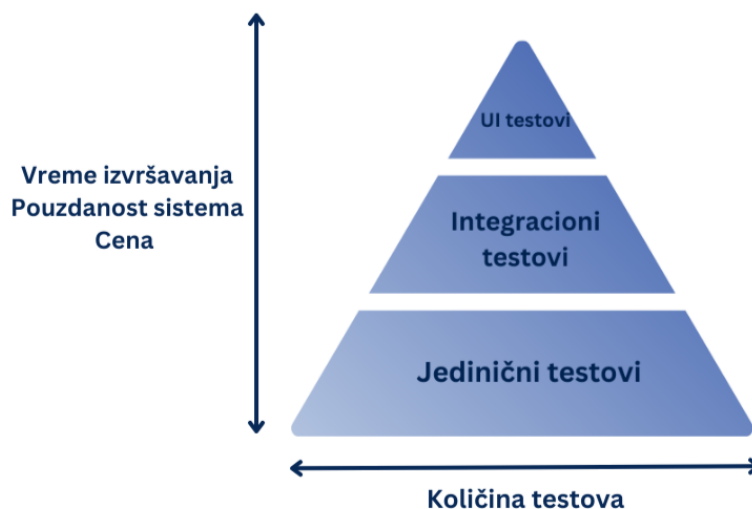 UI testovi
Vreme izvršavanja
Pouzdanost sistema
Cena
Integracioni
testovi
Jedinični testovi
Količina testova